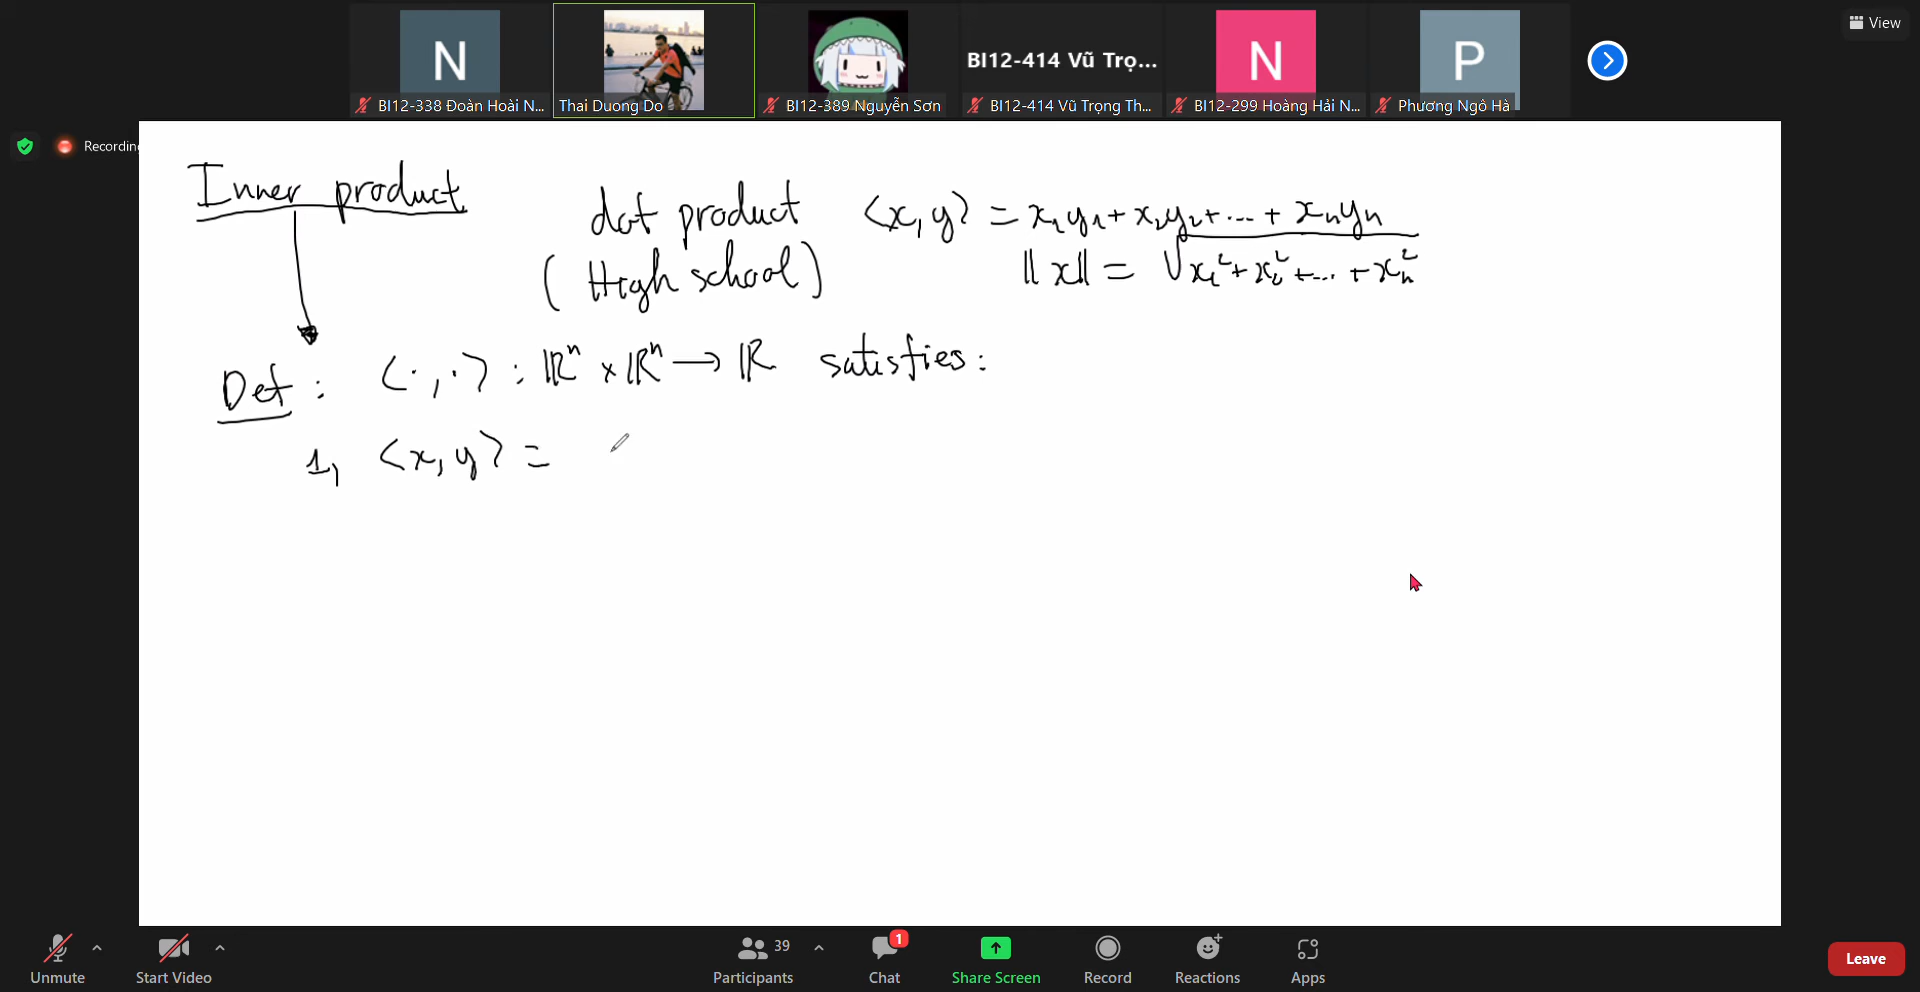 View
N
BI12-414 Vũ Trọ...
N
P
BI12-338 Đoàn Hoài N...
Thai Duong Do
BI12-389 Nguyễn Sơn
BI12-414 Vũ Trọng Th...
BI12-299 Hoàng Hải N...
Phương Ngô Hà
Recording
Inner product
dot product ⟨x, y⟩ = x₁y₁ + x₂y₂ + ... + xₙyₙ
(High school) ‖x‖ = √(x₁² + x₂² + ... + xₙ²)
Def : ⟨·,·⟩ : ℝⁿ × ℝⁿ → ℝ satisfies :
1, ⟨x, y⟩ =
Unmute
Start Video
39
Participants
1
Chat
Share Screen
Record
Reactions
Apps
Leave